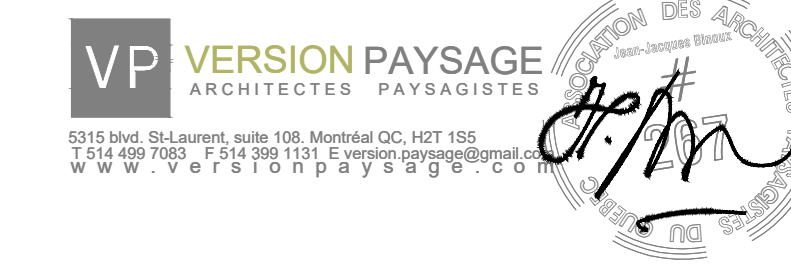 VP
VERSION PAYSAGE
ARCHITECTES PAYSAGISTES
5315 blvd. St-Laurent, suite 108. Montréal QC, H2T 1S5
T 514 499 7083 F 514 399 1131 E version.paysage@gmail.com
www.versionpaysage.com
ASSOCIATION DES ARCHITECTES PAYSAGISTES DU QUEBEC
Jean-Jacques Binoux
#
267